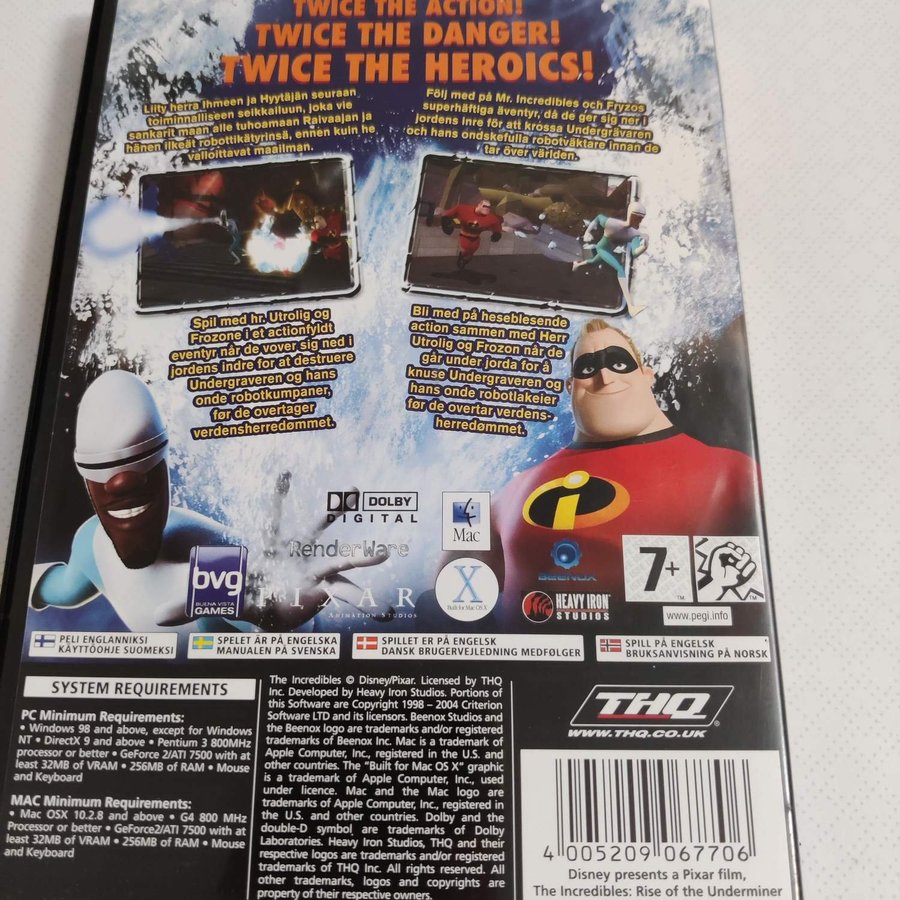 TWICE THE ACTION!
TWICE THE DANGER!
TWICE THE HEROICS!
Liity herra Ihmeen ja Hyytäjän seuraan
toiminnalliseen seikkailuun, joka vie
sankarit maan alle tuhoamaan Raivaajan ja
hänen ilkeät robottikätyrinsä, ennen kuin he
valloittavat maailman.
Följ med på Mr. Incredibles och Fryzos
superhäftiga äventyr, då de ger sig ner i
jordens inre för att krossa Undergrävaren
och hans ondskefulla robotväktare innan de
tar över världen.
Spil med hr. Utrolig og
Frozone i et actionfyldt
eventyr når de vover sig ned i
jordens indre for at destruere
Undergraveren og hans
onde robotkumpaner,
før de overtager
verdensherredømmet.
Bli med på heseblesende
action sammen med Herr
Utrolig og Frozon når de
går under jorda for å
knuse Undergraveren og
hans onde robotlakeier
før de overtar verdens-
herredømmet.
DOLBY
DIGITAL
Mac
RenderWare
bvg
BUENA VISTA
GAMES
PIXAR
ANIMATION STUDIOS
X
Built for Mac OS X
BEENOX
HEAVY IRON
STUDIOS
7+
www.pegi.info
PELI ENGLANNIKSI
KÄYTTÖOHJE SUOMEKSI
SPELET ÄR PÅ ENGELSKA
MANUALEN PÅ SVENSKA
SPILLET ER PÅ ENGELSK
DANSK BRUGERVEJLEDNING MEDFØLGER
SPILL PÅ ENGELSK
BRUKSANVISNING PÅ NORSK
SYSTEM REQUIREMENTS
PC Minimum Requirements:
• Windows 98 and above, except for Windows
NT • DirectX 9 and above • Pentium 3 800MHz
processor or better • GeForce 2/ATI 7500 with at
least 32MB of VRAM • 256MB of RAM • Mouse
and Keyboard
MAC Minimum Requirements:
• Mac OSX 10.2.8 and above • G4 800 MHz
Processor or better • GeForce2/ATI 7500 with at
least 32MB of VRAM • 256MB of RAM • Mouse
and Keyboard
The Incredibles © Disney/Pixar. Licensed by THQ
Inc. Developed by Heavy Iron Studios. Portions of
this Software are Copyright 1998 – 2004 Criterion
Software LTD and its licensors. Beenox Studios and
the Beenox logo are trademarks and/or registered
trademarks of Beenox Inc. Mac is a trademark of
Apple Computer, Inc., registered in the U.S. and
other countries. The "Built for Mac OS X" graphic
is a trademark of Apple Computer, Inc., used
under licence. Mac and the Mac logo are
trademarks of Apple Computer, Inc., registered in
the U.S. and other countries. Dolby and the
double-D symbol are trademarks of Dolby
Laboratories. Heavy Iron Studios, THQ and their
respective logos are trademarks and/or registered
trademarks of THQ Inc. All rights reserved. All
other trademarks, logos and copyrights are
property of their respective owners.
THQ
WWW.THQ.CO.UK
4 005209 067706
Disney presents a Pixar film,
The Incredibles: Rise of the Underminer